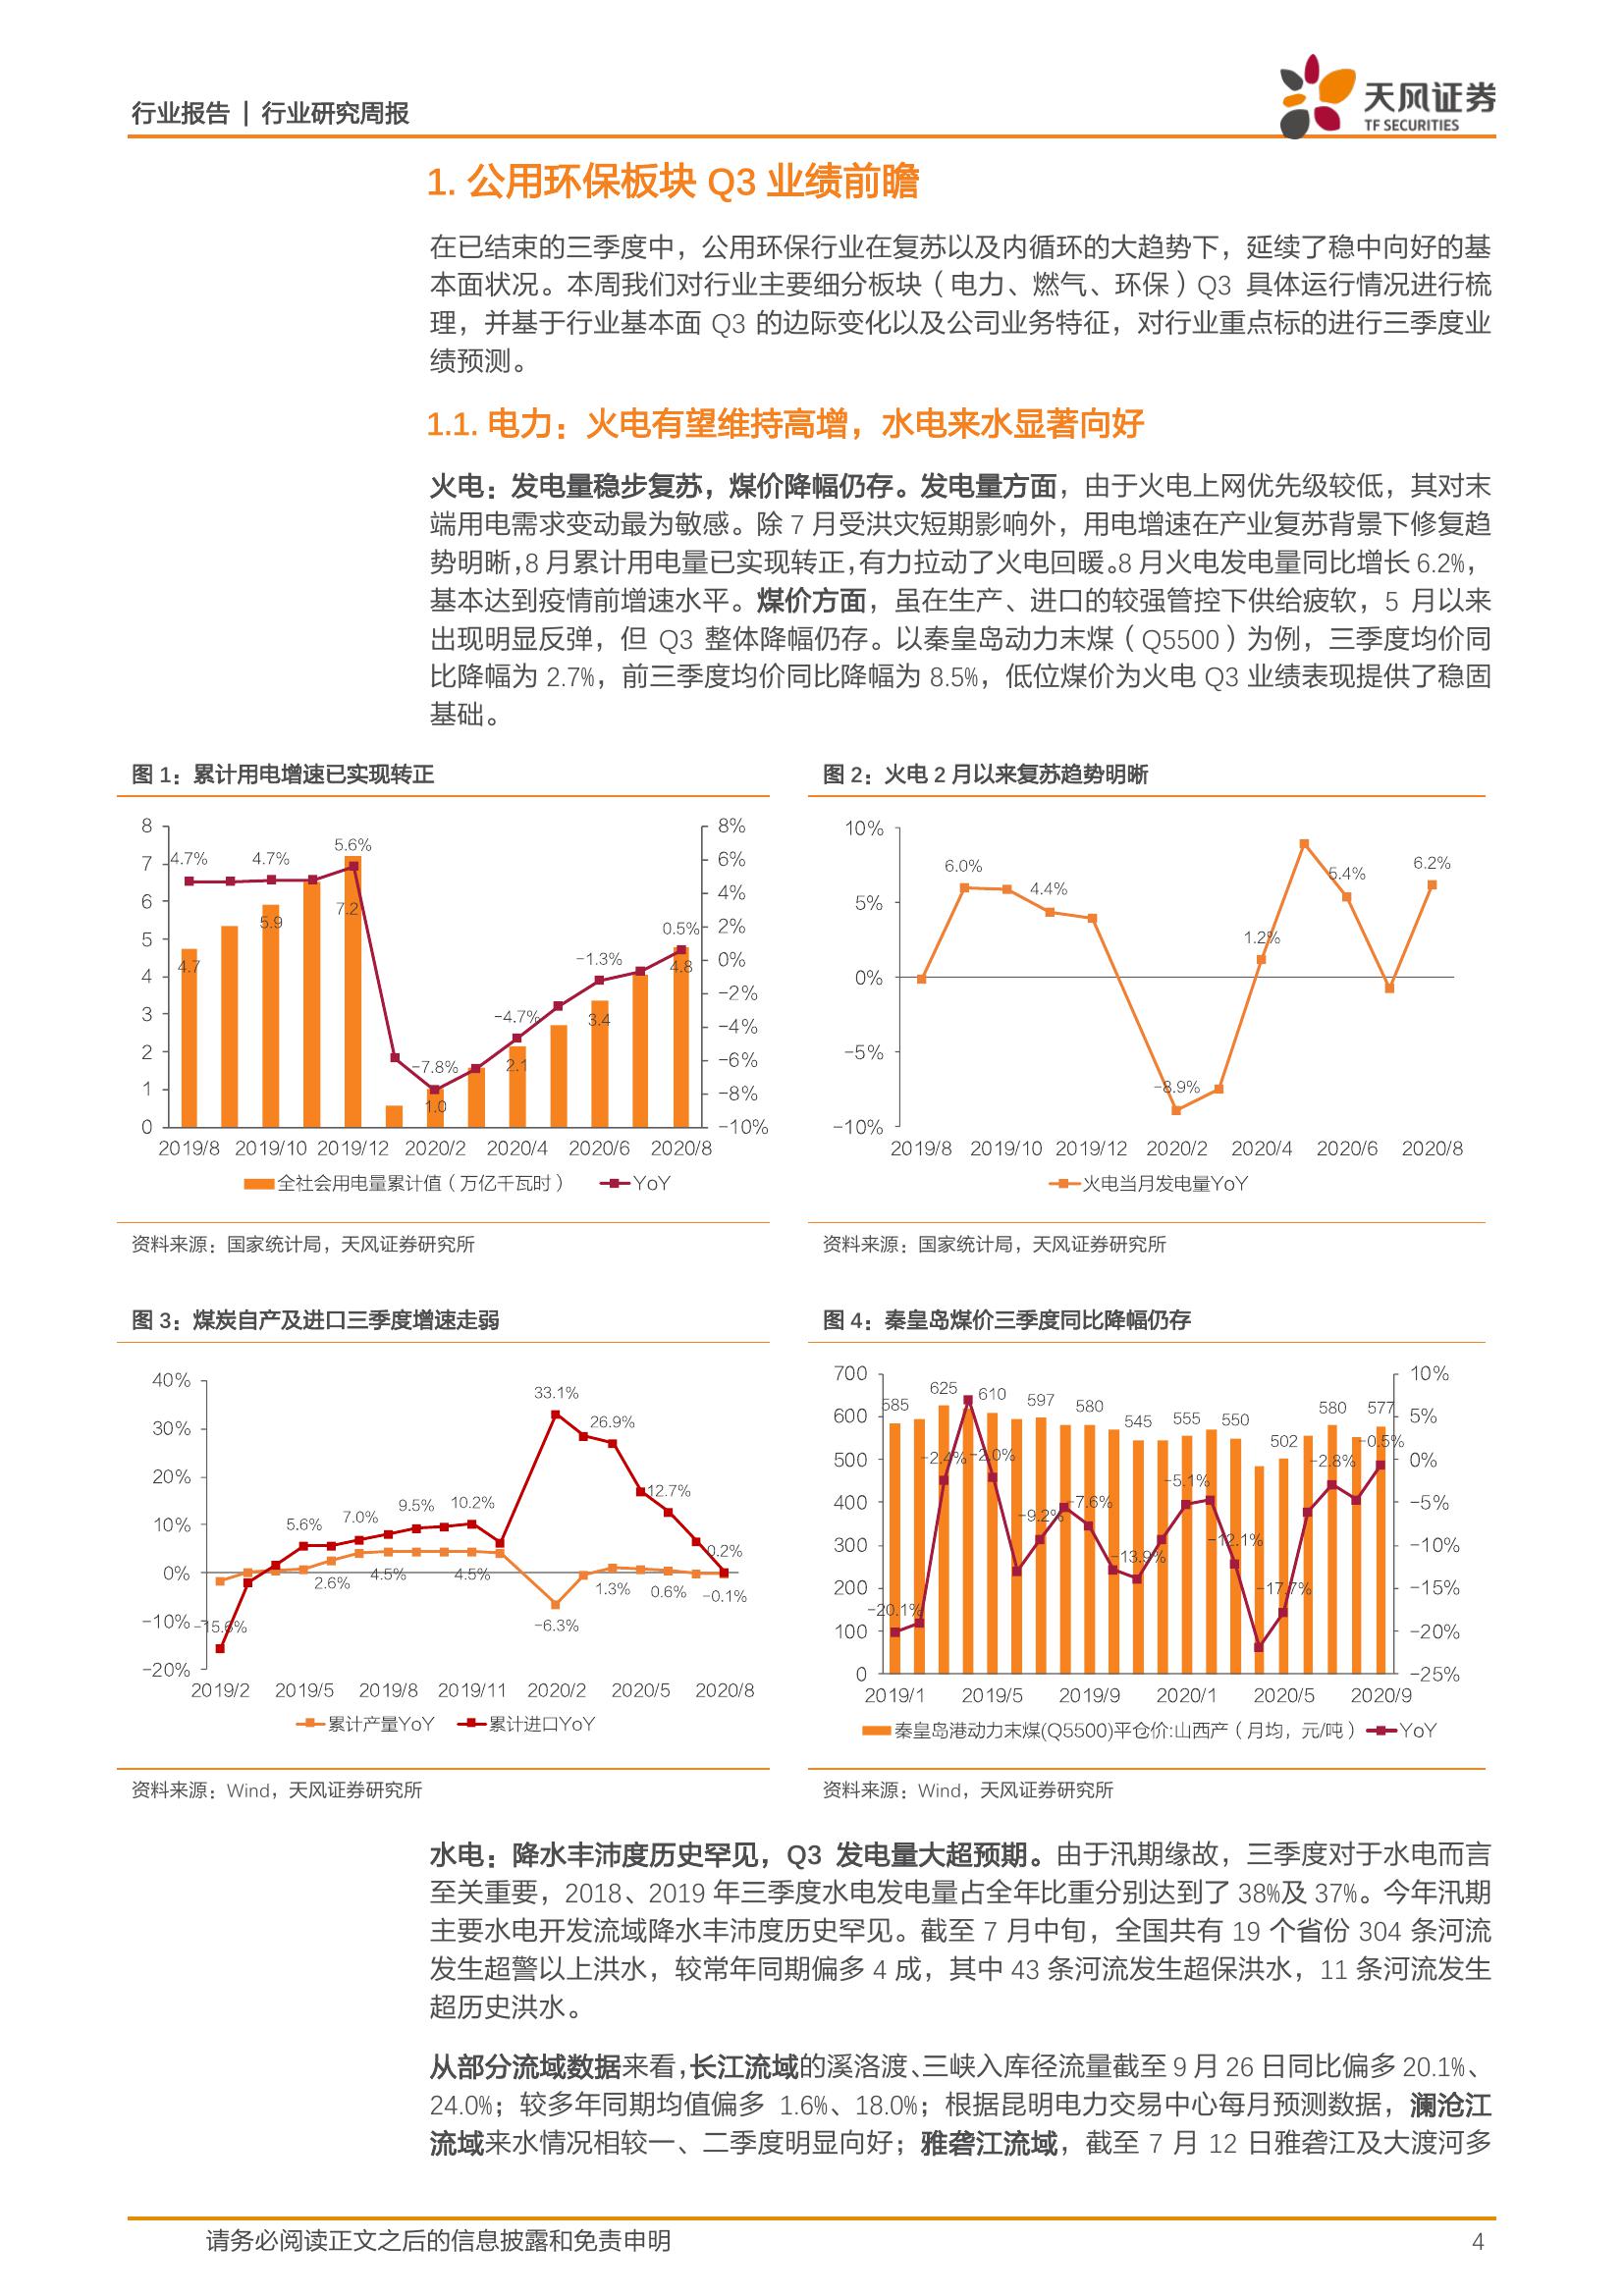 行业报告 | 行业研究周报
天风证券
TF SECURITIES
1. 公用环保板块 Q3 业绩前瞻
在已结束的三季度中，公用环保行业在复苏以及内循环的大趋势下，延续了稳中向好的基
本面状况。本周我们对行业主要细分板块（电力、燃气、环保）Q3 具体运行情况进行梳
理，并基于行业基本面 Q3 的边际变化以及公司业务特征，对行业重点标的进行三季度业
绩预测。
1.1. 电力：火电有望维持高增，水电来水显著向好
火电：发电量稳步复苏，煤价降幅仍存。发电量方面，由于火电上网优先级较低，其对末
端用电需求变动最为敏感。除 7 月受洪灾短期影响外，用电增速在产业复苏背景下修复趋
势明晰，8 月累计用电量已实现转正，有力拉动了火电回暖。8 月火电发电量同比增长 6.2%，
基本达到疫情前增速水平。煤价方面，虽在生产、进口的较强管控下供给疲软，5 月以来
出现明显反弹，但 Q3 整体降幅仍存。以秦皇岛动力末煤（Q5500）为例，三季度均价同
比降幅为 2.7%，前三季度均价同比降幅为 8.5%，低位煤价为火电 Q3 业绩表现提供了稳固
基础。
图 1：累计用电增速已实现转正
8
7
6
5
4
3
2
1
0
8%
6%
4%
2%
0%
-2%
-4%
-6%
-8%
-10%
4.7%
4.7%
5.6%
-7.8%
-4.7%
-1.3%
0.5%
4.7
5.9
7.2
1.0
2.1
3.4
4.8
2019/8 2019/10 2019/12 2020/2 2020/4 2020/6 2020/8
全社会用电量累计值（万亿千瓦时） YoY
资料来源：国家统计局，天风证券研究所
图 2：火电 2 月以来复苏趋势明晰
10%
5%
0%
-5%
-10%
6.0%
4.4%
-8.9%
1.2%
5.4%
6.2%
2019/8 2019/10 2019/12 2020/2 2020/4 2020/6 2020/8
火电当月发电量YoY
资料来源：国家统计局，天风证券研究所
图 3：煤炭自产及进口三季度增速走弱
40%
30%
20%
10%
0%
-10%
-20%
-15.6%
5.6%
7.0%
9.5%
10.2%
33.1%
26.9%
12.7%
0.2%
2.6%
4.5%
4.5%
-6.3%
1.3%
0.6%
-0.1%
2019/2 2019/5 2019/8 2019/11 2020/2 2020/5 2020/8
累计产量YoY 累计进口YoY
资料来源：Wind，天风证券研究所
图 4：秦皇岛煤价三季度同比降幅仍存
700
600
500
400
300
200
100
0
10%
5%
0%
-5%
-10%
-15%
-20%
-25%
585
625
610
597
580
545
555
550
502
580
577
-20.1%
-2.4%
-2.0%
-9.2%
-7.6%
-13.9%
-5.1%
-12.1%
-17.7%
-2.8%
-0.5%
2019/1 2019/5 2019/9 2020/1 2020/5 2020/9
秦皇岛港动力末煤(Q5500)平仓价:山西产（月均，元/吨） YoY
资料来源：Wind，天风证券研究所
水电：降水丰沛度历史罕见，Q3 发电量大超预期。由于汛期缘故，三季度对于水电而言
至关重要，2018、2019 年三季度水电发电量占全年比重分别达到了 38%及 37%。今年汛期
主要水电开发流域降水丰沛度历史罕见。截至 7 月中旬，全国共有 19 个省份 304 条河流
发生超警以上洪水，较常年同期偏多 4 成，其中 43 条河流发生超保洪水，11 条河流发生
超历史洪水。
从部分流域数据来看，长江流域的溪洛渡、三峡入库径流量截至 9 月 26 日同比偏多 20.1%、
24.0%；较多年同期均值偏多 1.6%、18.0%；根据昆明电力交易中心每月预测数据，澜沧江
流域来水情况相较一、二季度明显向好；雅砻江流域，截至 7 月 12 日雅砻江及大渡河多
请务必阅读正文之后的信息披露和免责申明
4